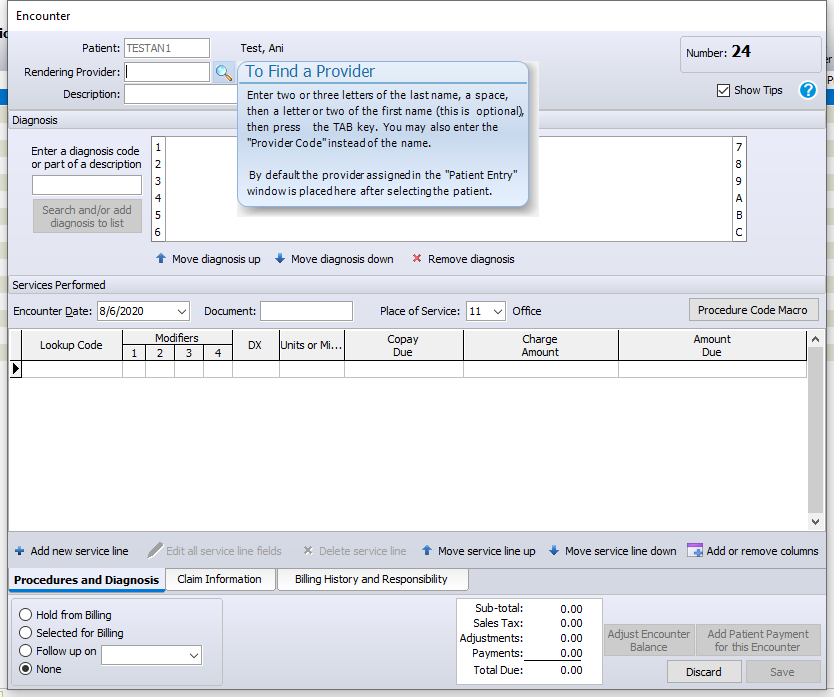 Encounter
Patient: TESTAN1 Test, Ani
Number: 24
Rendering Provider:
Description:
Show Tips ?
To Find a Provider
Enter two or three letters of the last name, a space,
then a letter or two of the first name (this is optional),
then press the TAB key. You may also enter the
"Provider Code" instead of the name.
By default the provider assigned in the "Patient Entry"
window is placed here after selecting the patient.
Diagnosis
Enter a diagnosis code
or part of a description
Search and/or add
diagnosis to list
1 7
2 8
3 9
4 A
5 B
6 C
Move diagnosis up Move diagnosis down Remove diagnosis
Services Performed
Encounter Date: 8/6/2020 Document: Place of Service: 11 Office Procedure Code Macro
Lookup Code Modifiers DX Units or Mi... Copay Due Charge Amount Amount Due
1 2 3 4
Add new service line Edit all service line fields Delete service line Move service line up Move service line down Add or remove columns
Procedures and Diagnosis Claim Information Billing History and Responsibility
Hold from Billing
Selected for Billing
Follow up on
None
Sub-total: 0.00
Sales Tax: 0.00
Adjustments: 0.00
Payments: 0.00
Total Due: 0.00
Adjust Encounter
Balance
Add Patient Payment
for this Encounter
Discard Save